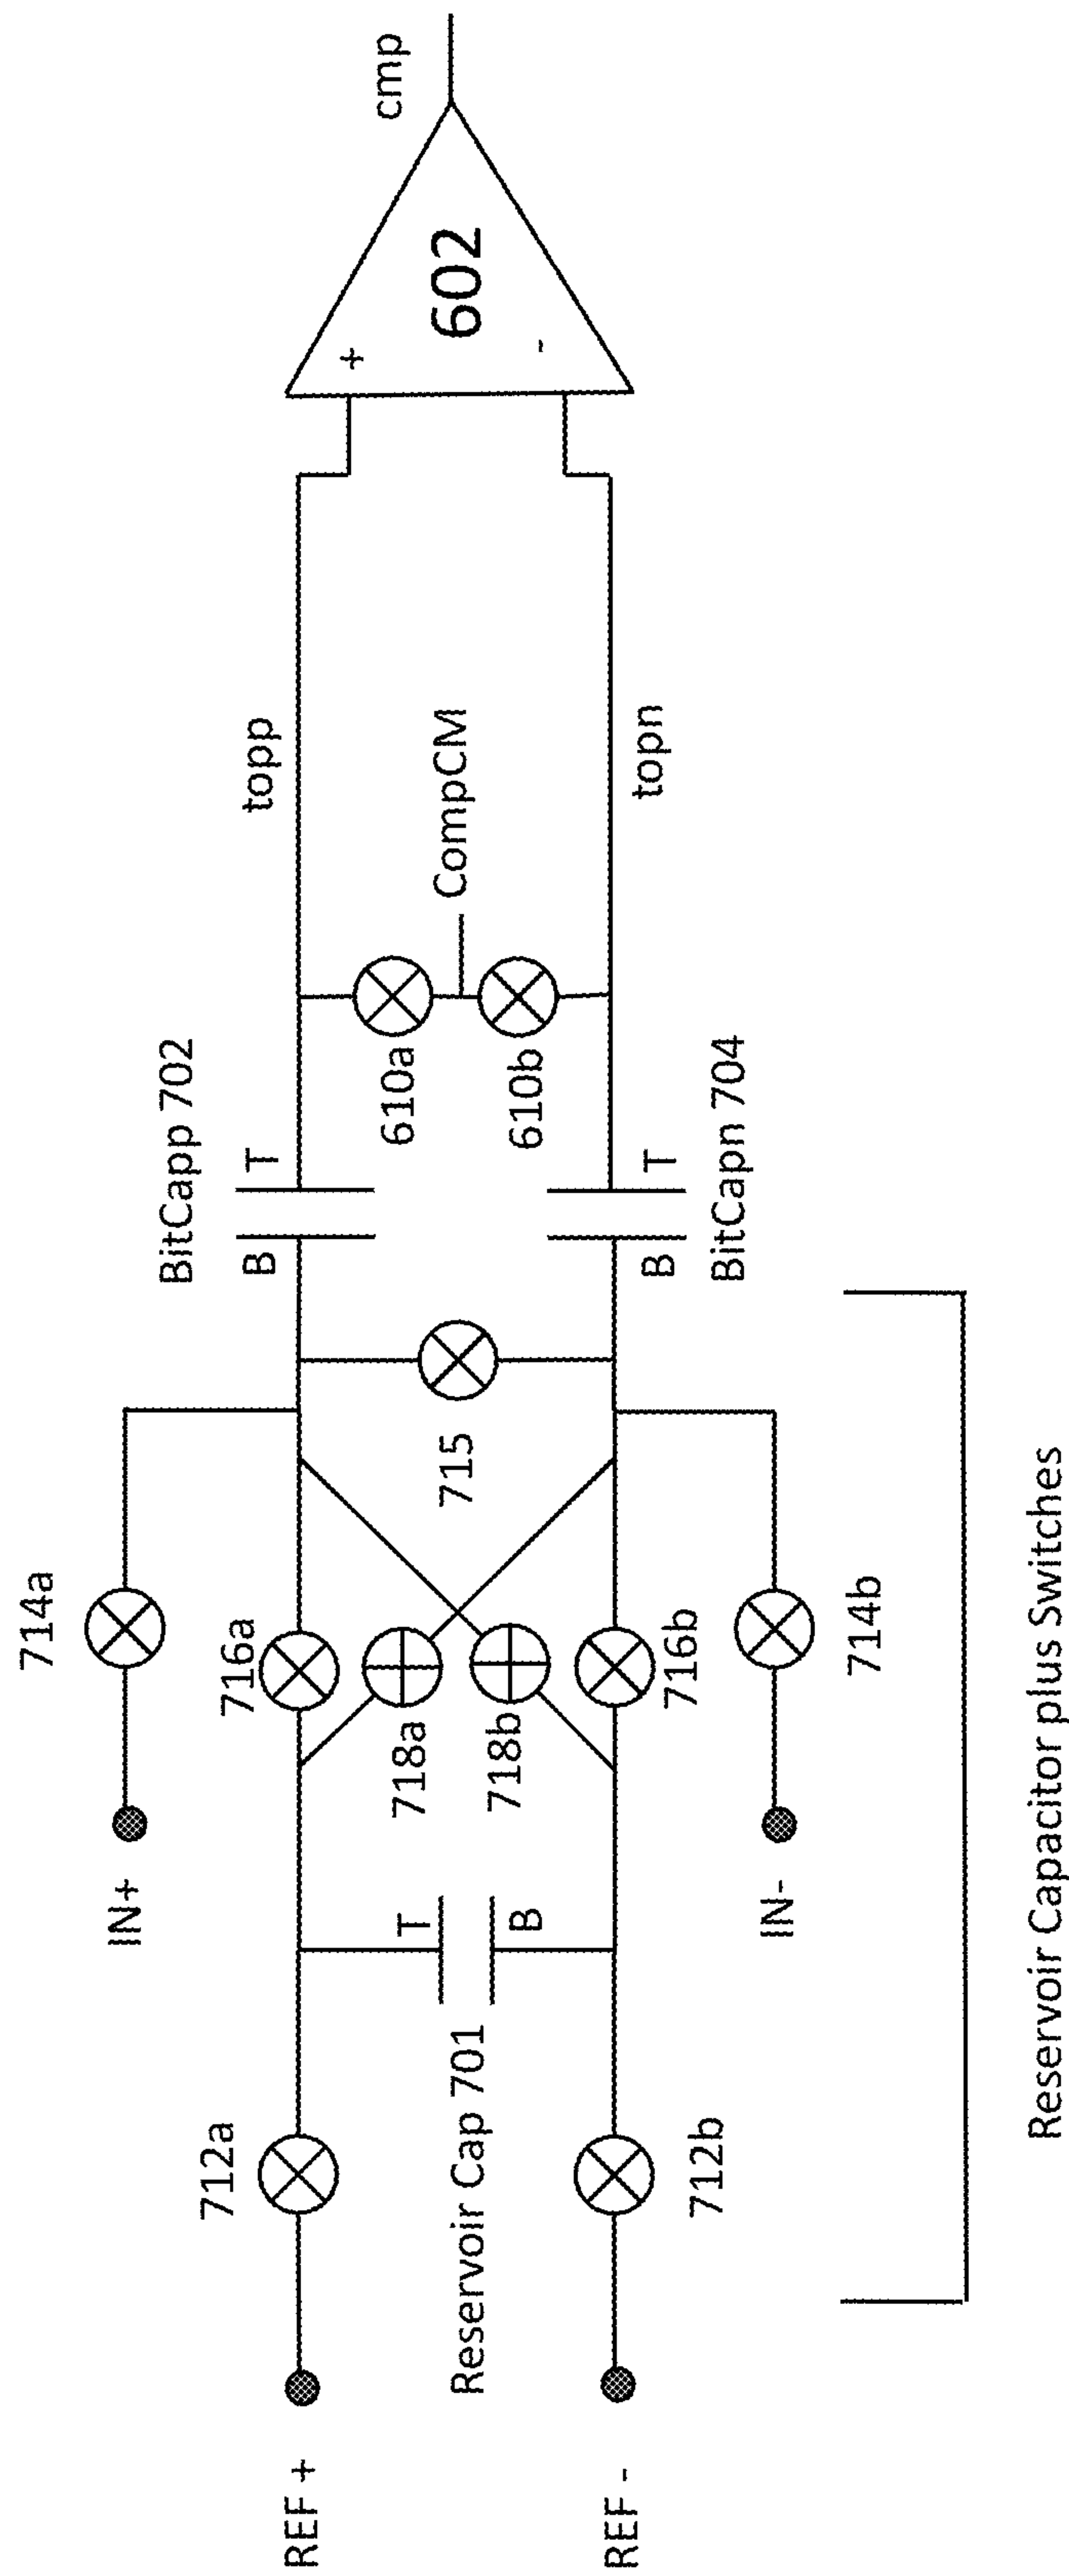 714a
IN+
716a
718a
712a
REF +
T
B
Reservoir Cap 701
718b
715
REF -
712b
716b
714b
IN-
BitCapp 702
B
T
610a
610b
CompCM
topp
topn
B
T
BitCapn 704
+
-
602
cmp
Reservoir Capacitor plus Switches